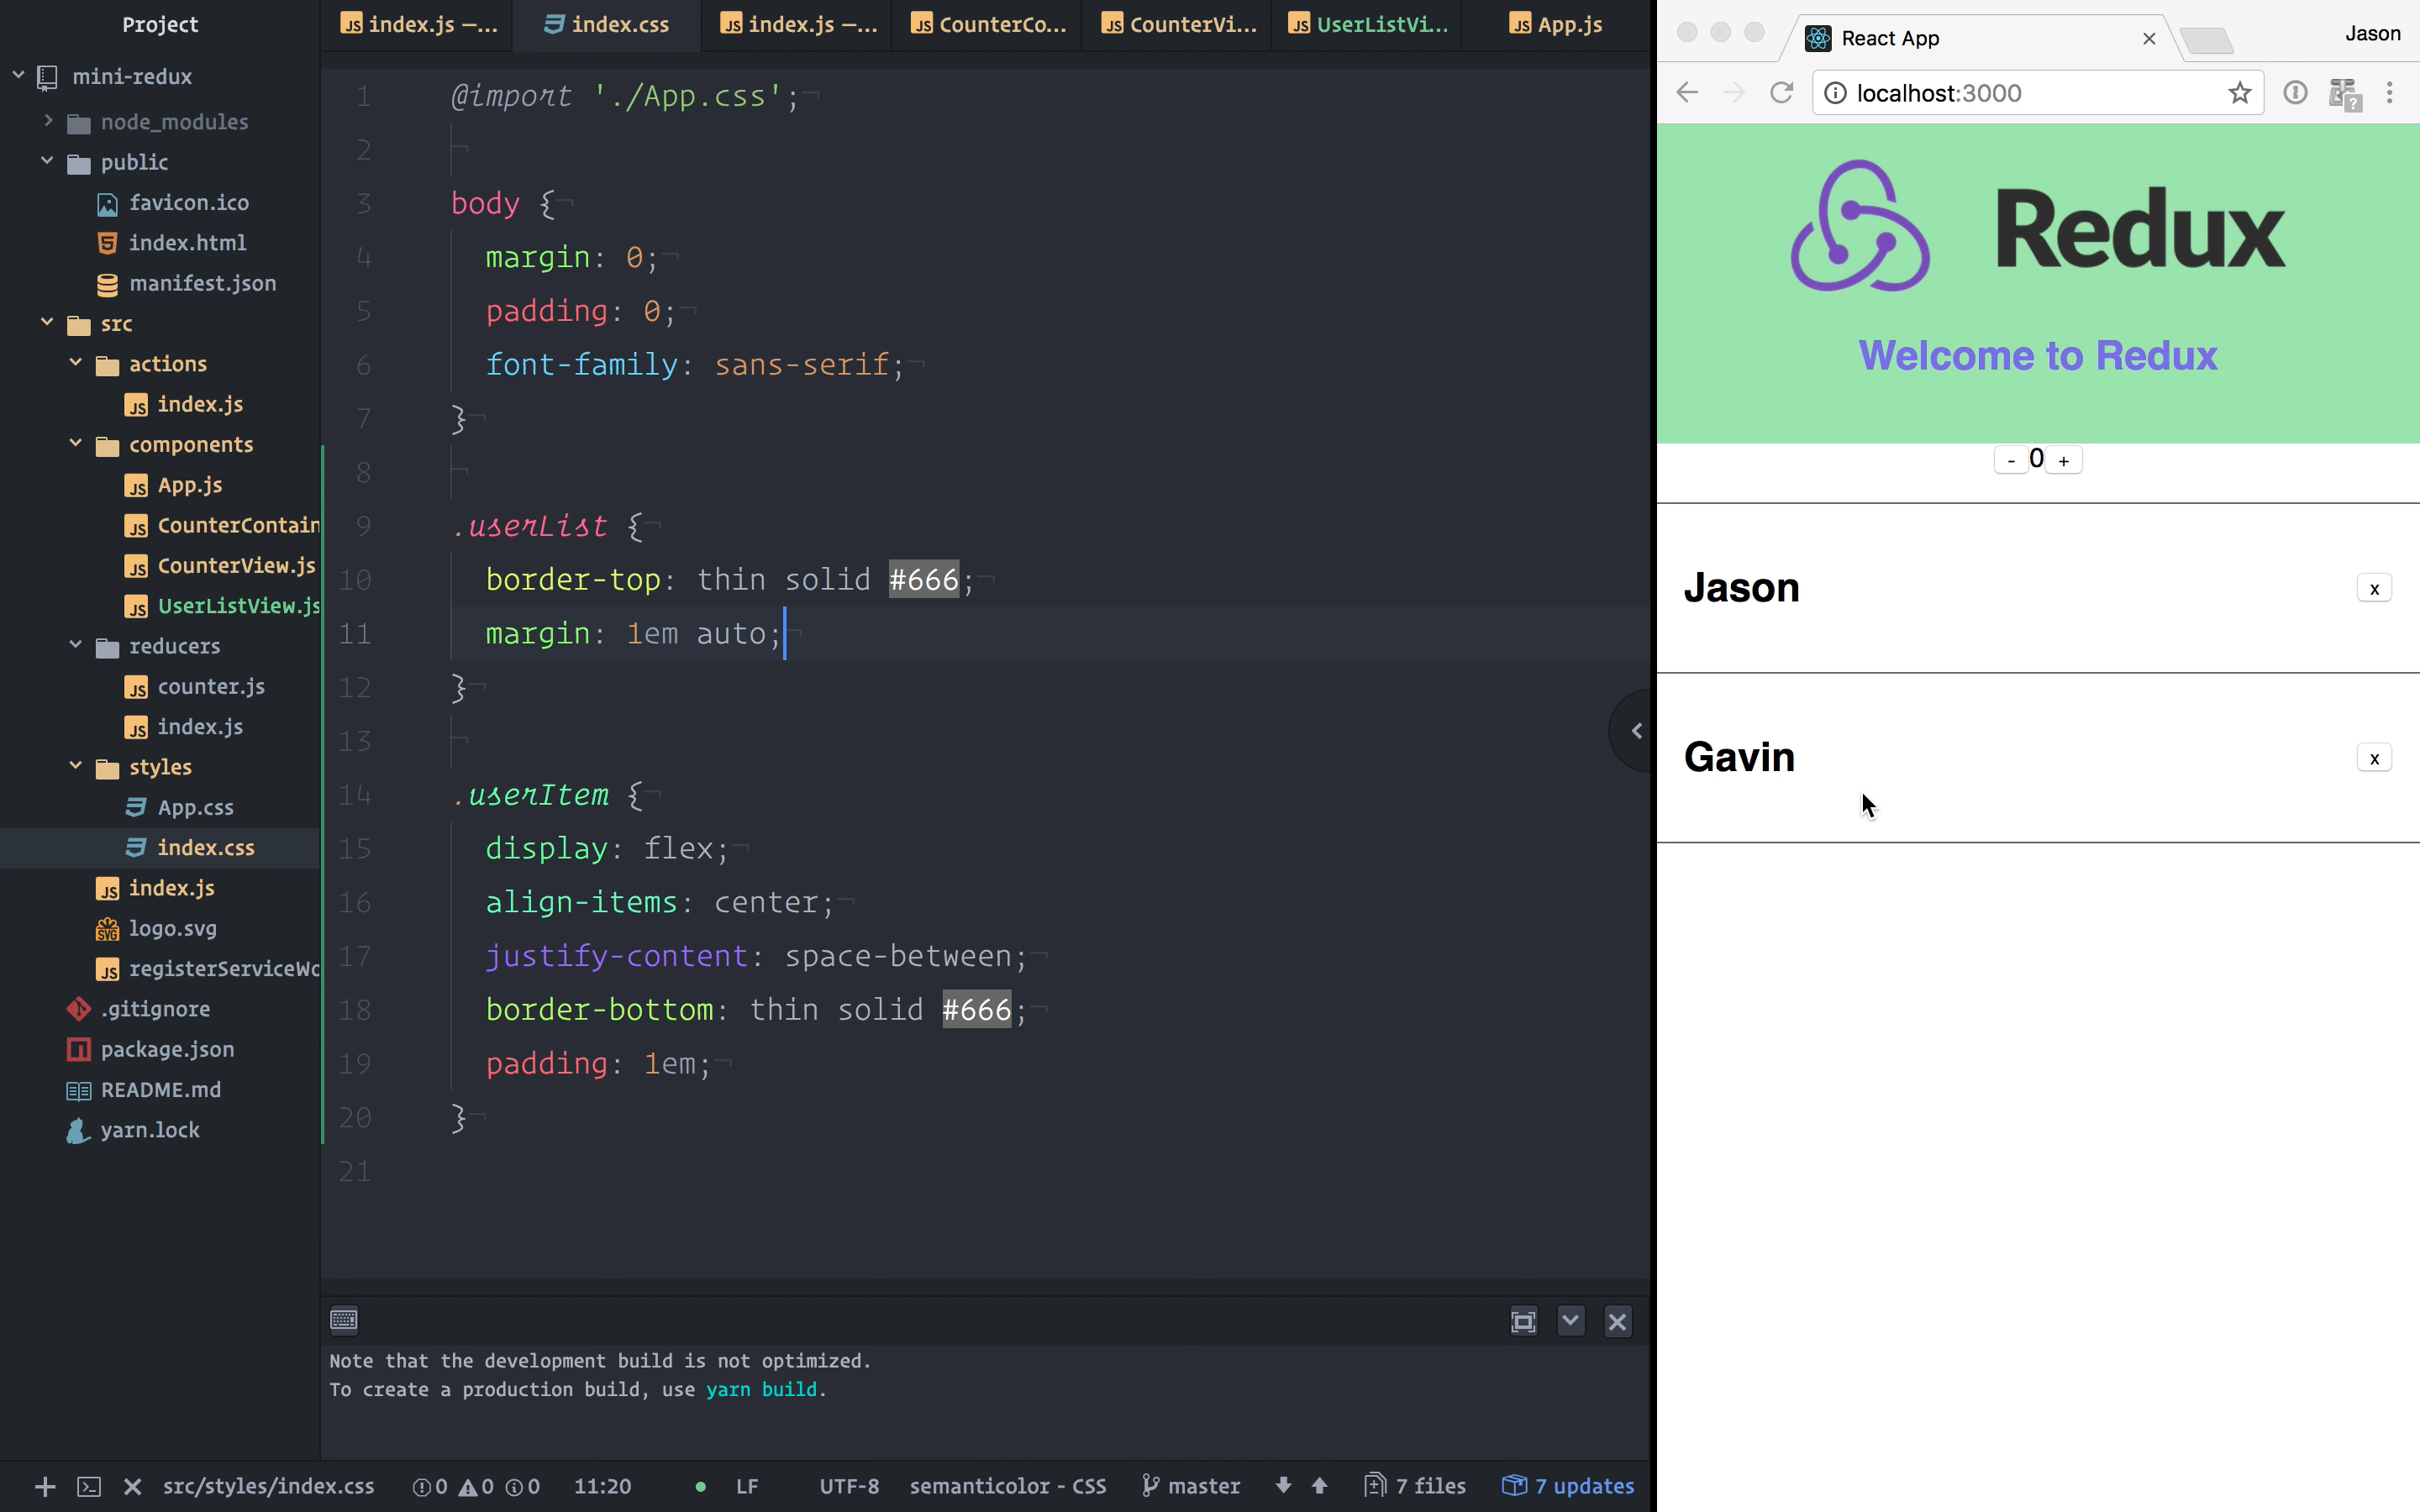 Project
mini-redux
node_modules
public
favicon.ico
index.html
manifest.json
src
actions
index.js
components
App.js
CounterContain
CounterView.js
UserListView.js
reducers
counter.js
index.js
styles
App.css
index.css
index.js
logo.svg
registerServiceWo
.gitignore
package.json
README.md
yarn.lock
index.js —...
index.css
index.js —...
CounterCo...
CounterVi...
UserListVi...
App.js
1 @import './App.css';
2
3 body {
4 margin: 0;
5 padding: 0;
6 font-family: sans-serif;
7 }
8
9 .userList {
10 border-top: thin solid #666;
11 margin: 1em auto;
12 }
13
14 .userItem {
15 display: flex;
16 align-items: center;
17 justify-content: space-between;
18 border-bottom: thin solid #666;
19 padding: 1em;
20 }
21
Note that the development build is not optimized.
To create a production build, use yarn build.
src/styles/index.css 0 0 0 11:20 LF UTF-8 semanticolor - CSS master 7 files 7 updates
React App
Jason
localhost:3000
Redux
Welcome to Redux
- 0 +
Jason x
Gavin x